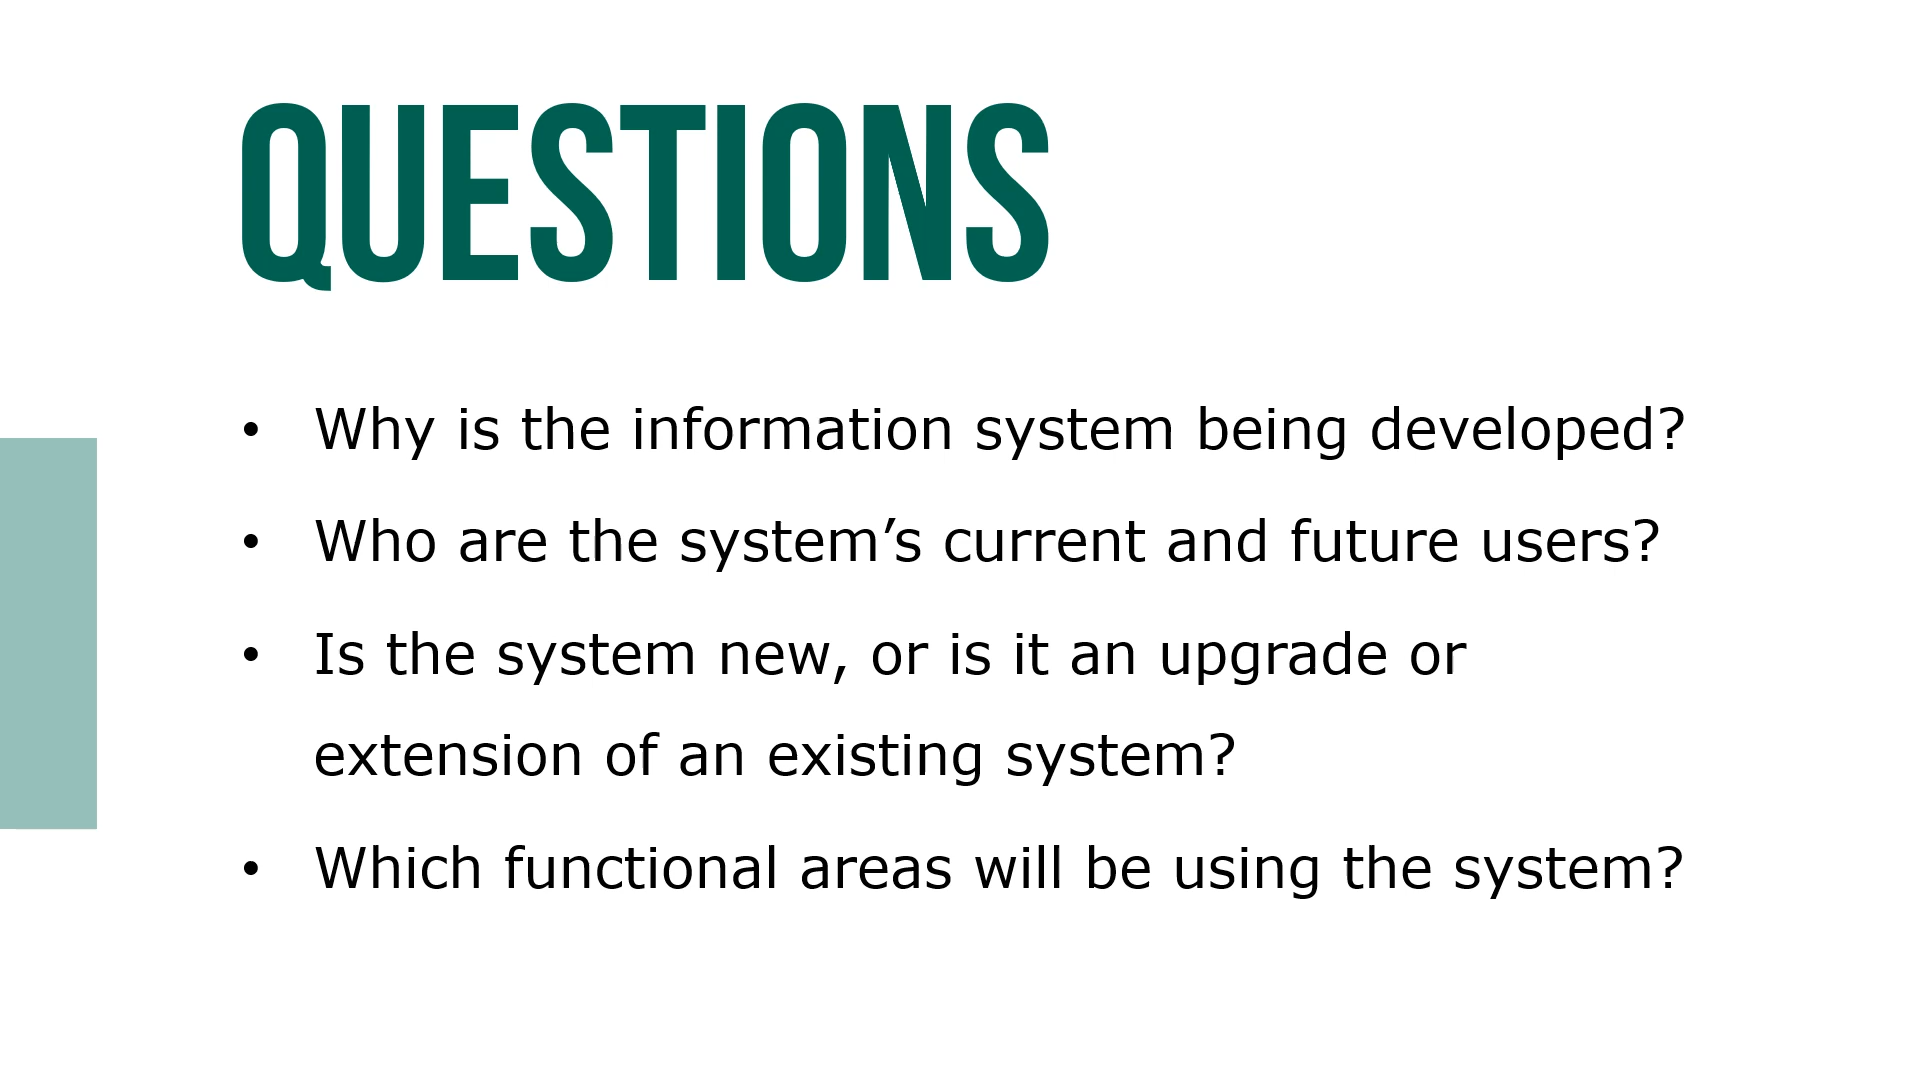 QUESTIONS
• Why is the information system being developed?
• Who are the system’s current and future users?
• Is the system new, or is it an upgrade or
extension of an existing system?
• Which functional areas will be using the system?